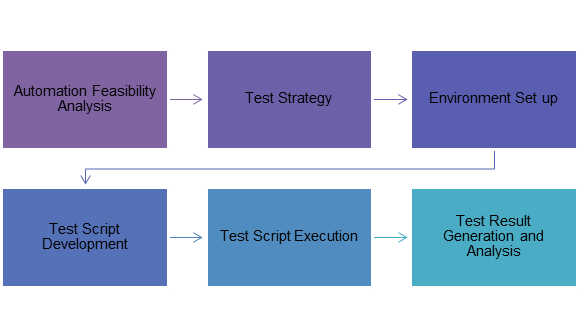 Automation Feasibility
Analysis
Test Strategy
Environment Set up
Test Script
Development
Test Script Execution
Test Result
Generation and
Analysis